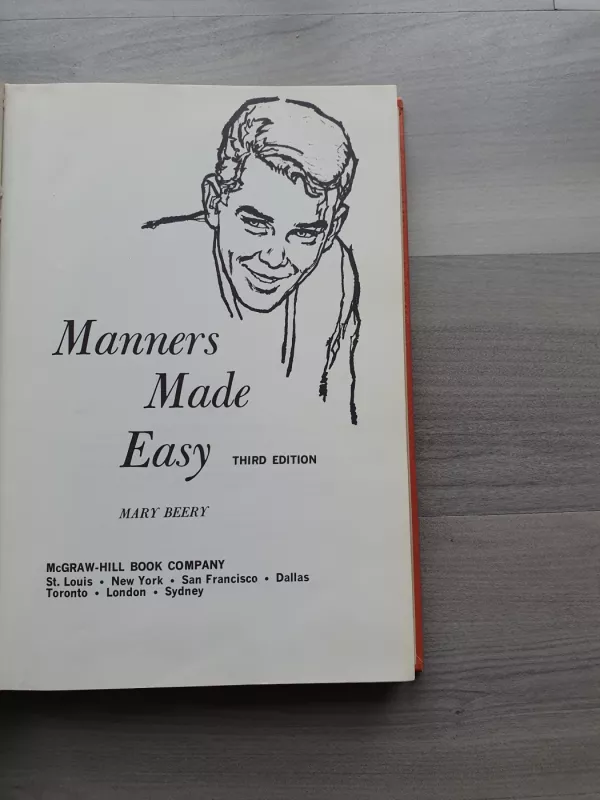 Manners
Made
Easy THIRD EDITION
MARY BEERY
McGRAW-HILL BOOK COMPANY
St. Louis • New York • San Francisco • Dallas
Toronto • London • Sydney